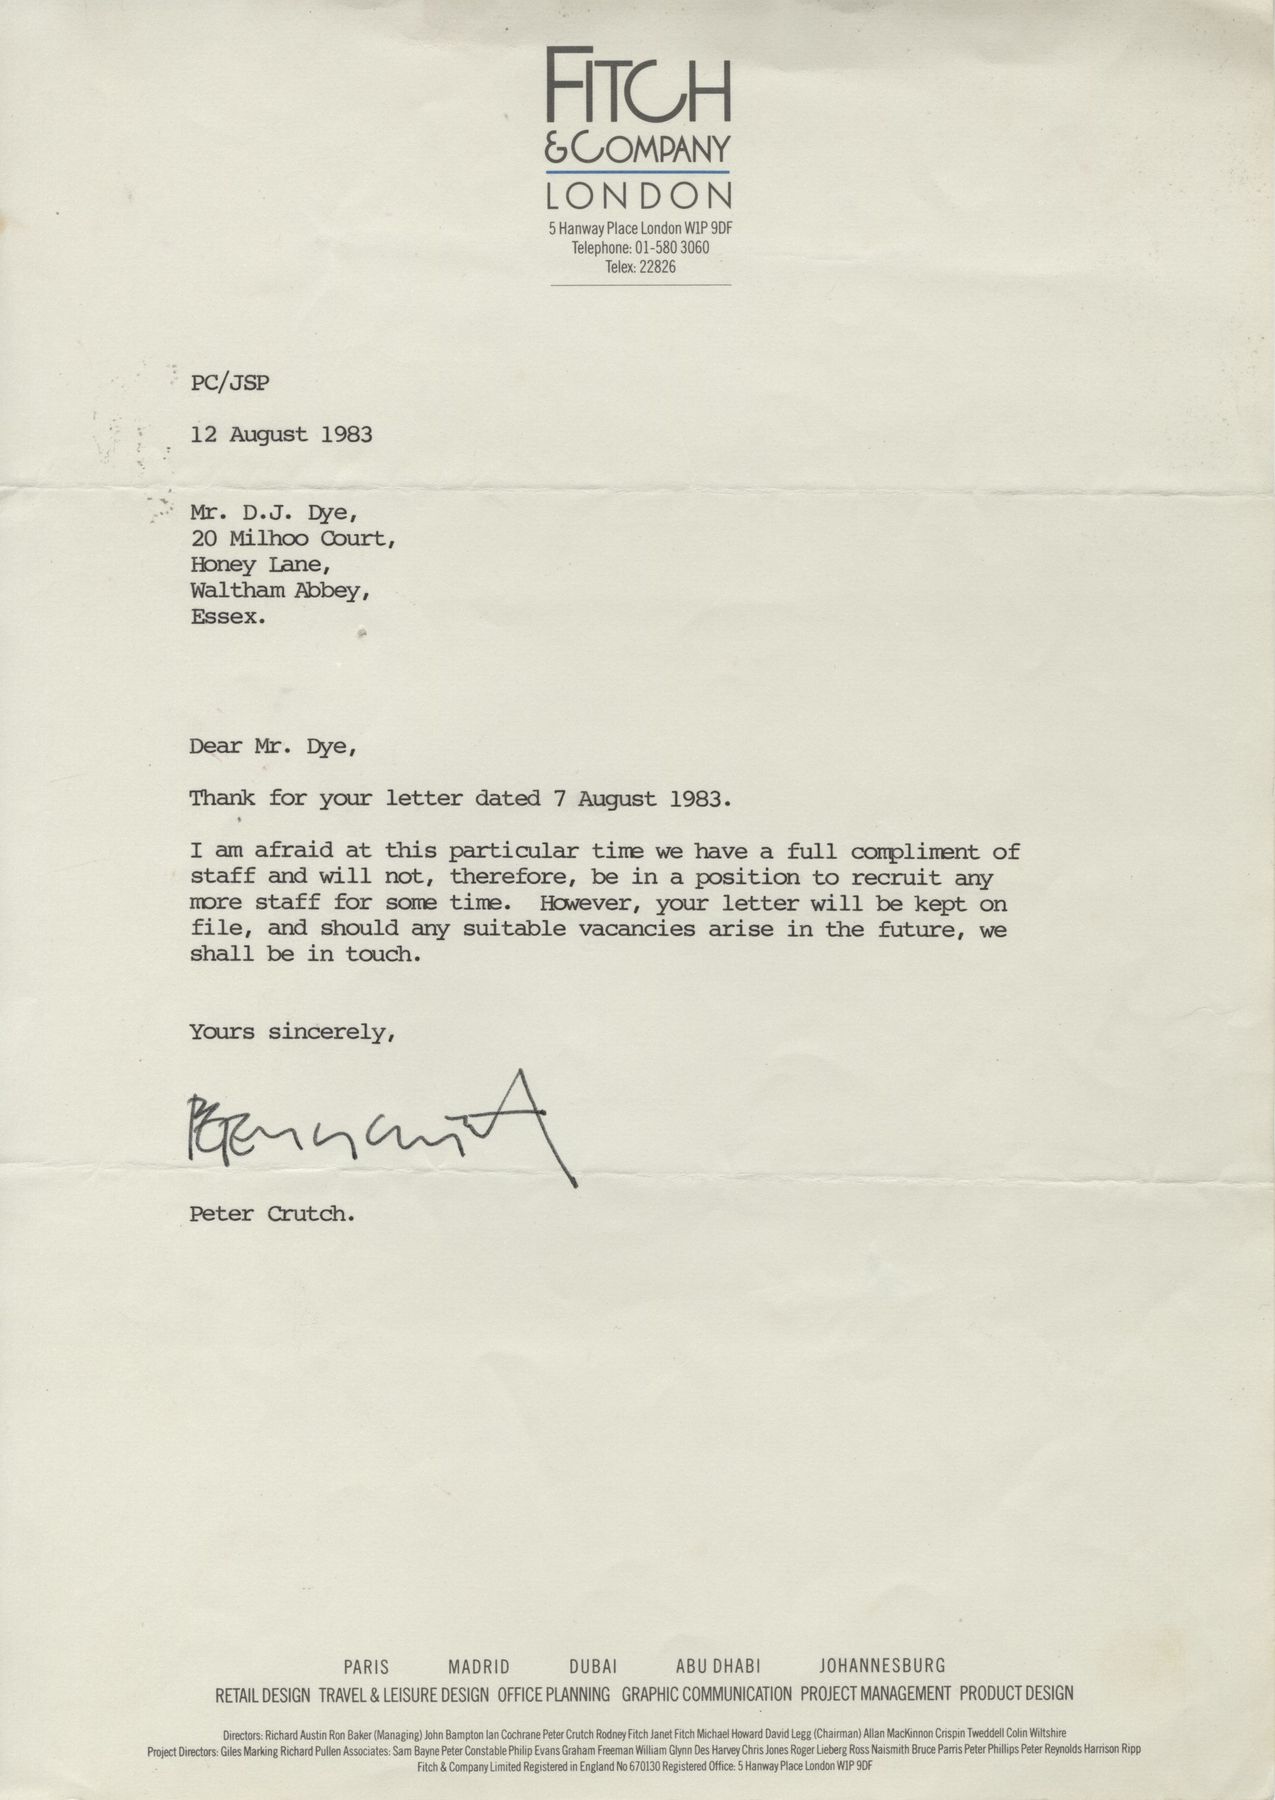 FITCH
& COMPANY
LONDON
5 Hanway Place London W1P 9DF
Telephone: 01-580 3060
Telex: 22826
PC/JSP
12 August 1983
Mr. D.J. Dye,
20 Milhoo Court,
Honey Lane,
Waltham Abbey,
Essex.
Dear Mr. Dye,
Thank for your letter dated 7 August 1983.
I am afraid at this particular time we have a full compliment of
staff and will not, therefore, be in a position to recruit any
more staff for some time. However, your letter will be kept on
file, and should any suitable vacancies arise in the future, we
shall be in touch.
Yours sincerely,
Peter Crutch.
PARIS MADRID DUBAI ABU DHABI JOHANNESBURG
RETAIL DESIGN TRAVEL & LEISURE DESIGN OFFICE PLANNING GRAPHIC COMMUNICATION PROJECT MANAGEMENT PRODUCT DESIGN
Directors: Richard Austin Ron Baker (Managing) John Bampton Ian Cochrane Peter Crutch Rodney Fitch Janet Fitch Michael Howard David Legg (Chairman) Allan MacKinnon Crispin Tweddell Colin Wiltshire
Project Directors: Giles Marking Richard Pullen Associates: Sam Bayne Peter Constable Philip Evans Graham Freeman William Glynn Des Harvey Chris Jones Roger Lieberg Ross Naismith Bruce Parris Peter Phillips Peter Reynolds Harrison Ripp
Fitch & Company Limited Registered in England No 670130 Registered Office: 5 Hanway Place London W1P 9DF